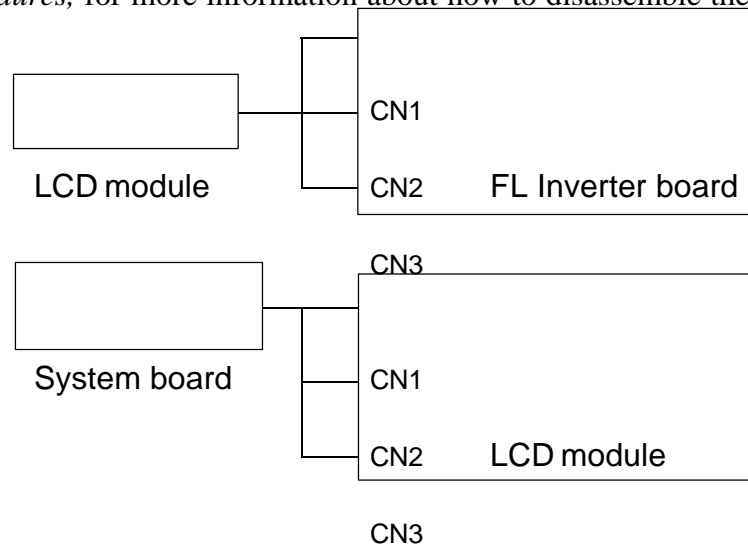 dures, for more information about how to disassemble the
CN1
LCD module
CN2 FL Inverter board
CN3
System board
CN1
CN2 LCD module
CN3